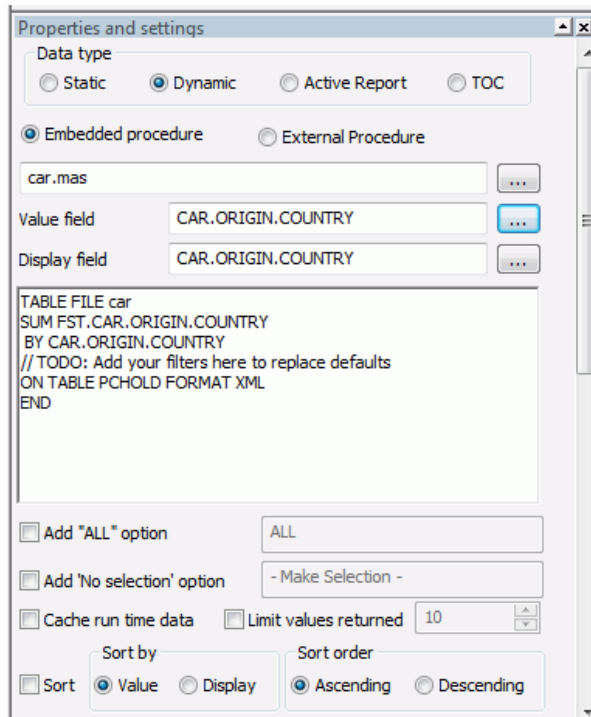 Properties and settings
Data type
Static Dynamic Active Report TOC
Embedded procedure External Procedure
car.mas ...
Value field CAR.ORIGIN.COUNTRY ...
Display field CAR.ORIGIN.COUNTRY ...
TABLE FILE car
SUM FST.CAR.ORIGIN.COUNTRY
BY CAR.ORIGIN.COUNTRY
// TODO: Add your filters here to replace defaults
ON TABLE PCHOLD FORMAT XML
END
Add "ALL" option ALL
Add 'No selection' option - Make Selection -
Cache run time data Limit values returned 10
Sort by Sort order
Sort Value Display Ascending Descending